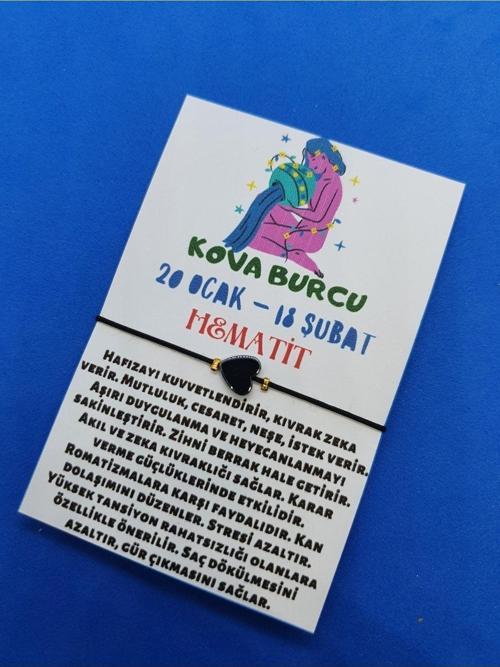 KOVA BURCU
20 OCAK – 18 ŞUBAT
HEMATİT
HAFIZAYI KUVVETLENDİRİR, KIVRAK ZEKA
VERİR. MUTLULUK, CESARET, NEŞE, İSTEK VERİR.
AŞIRI DUYGULANMA VE HEYECANLANMAYI
SAKİNLEŞTİRİR. ZİHNİ BERRAK HALE GETİRİR.
AKIL VE ZEKA KIVRAKLIĞI SAĞLAR. KARAR
VERME GÜÇLÜKLERİNDE ETKİLİDİR.
ROMATİZMALARA KARŞI FAYDALIDIR. KAN
DOLAŞIMINI DÜZENLER. STRESİ AZALTIR.
YÜKSEK TANSİYON RAHATSIZLIĞI OLANLARA
ÖZELLİKLE ÖNERİLİR. SAÇ DÖKÜLMESİNİ
AZALTIR, GÜR ÇIKMASINI SAĞLAR.